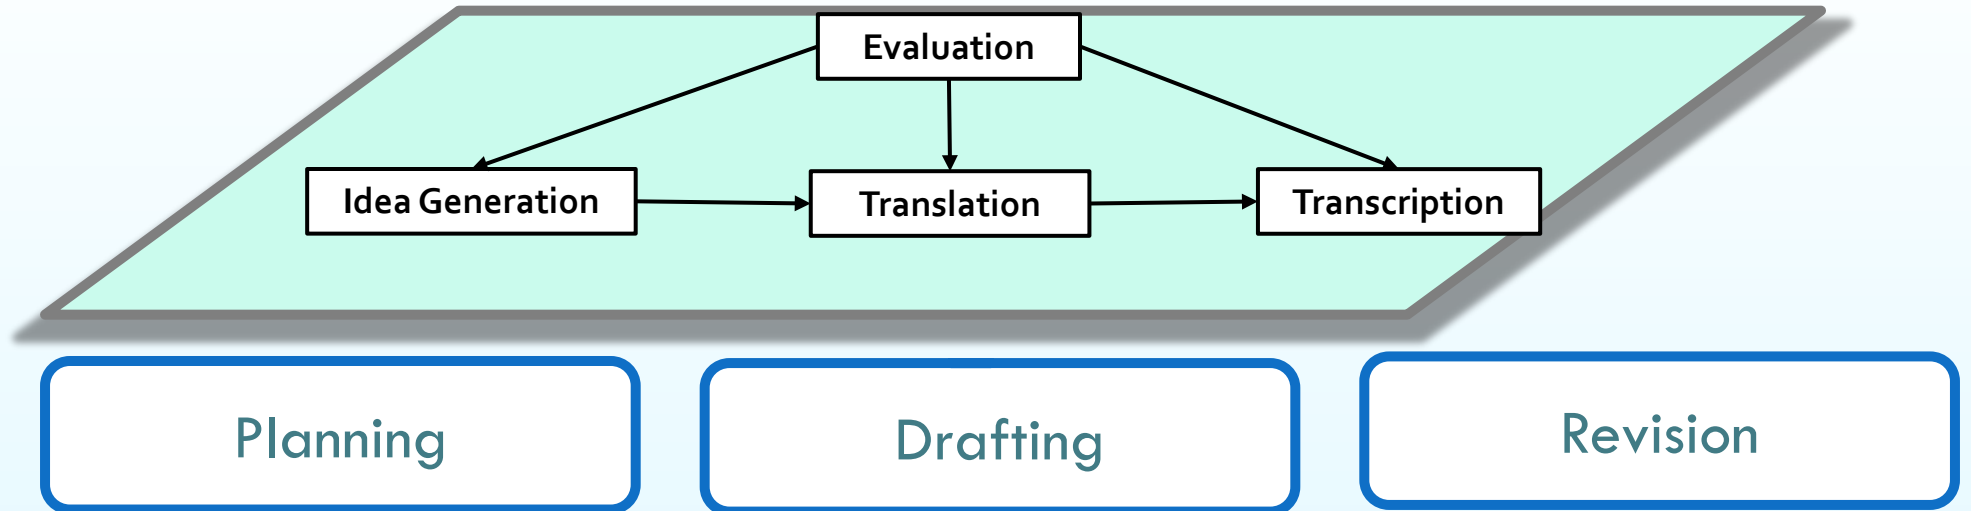 Evaluation
Idea Generation
Translation
Transcription
Planning
Drafting
Revision